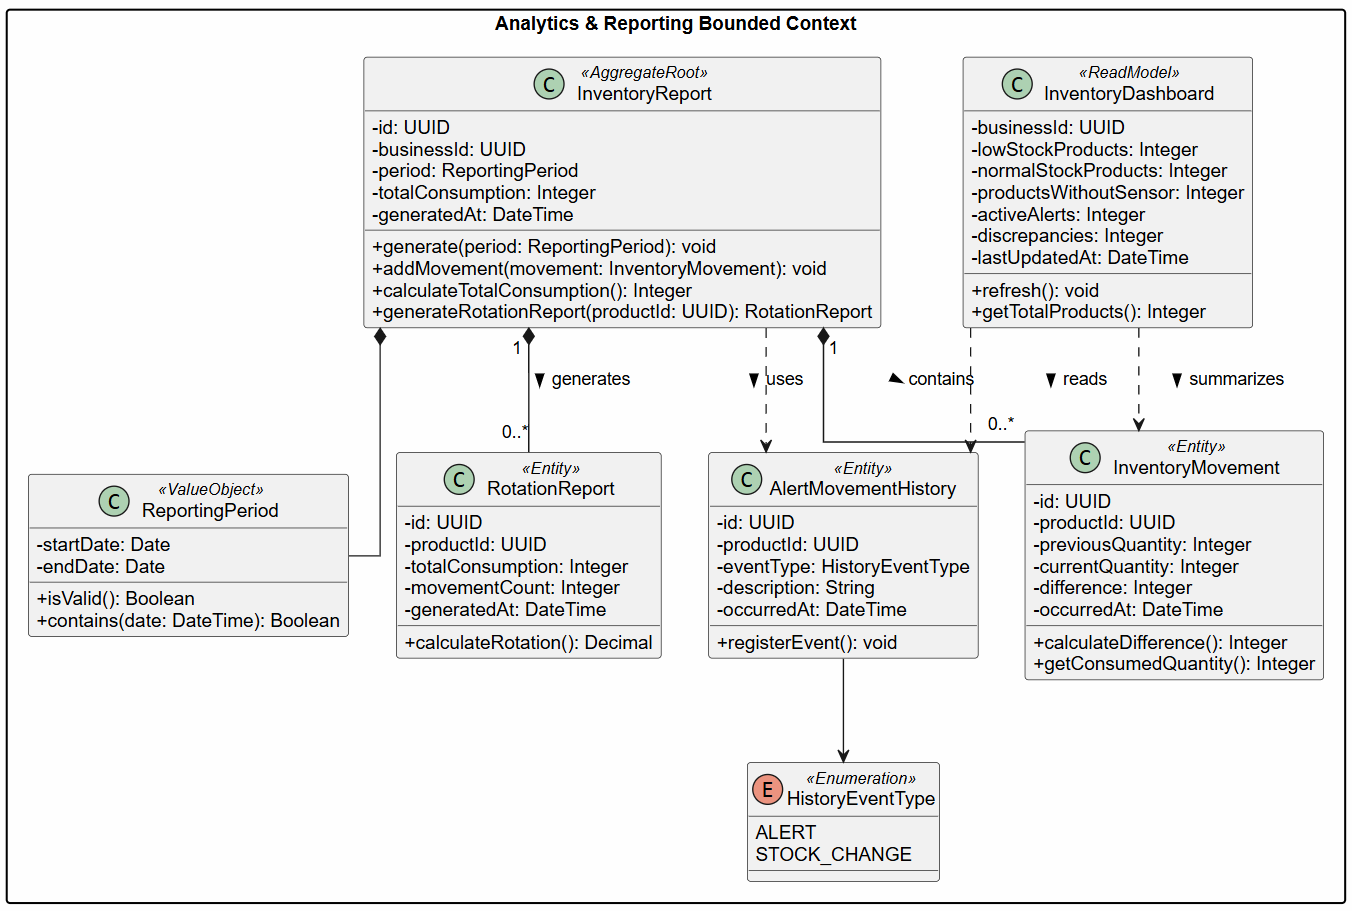 Analytics & Reporting Bounded Context
«AggregateRoot»
C
InventoryReport
-id: UUID
-businessId: UUID
-period: ReportingPeriod
-totalConsumption: Integer
-generatedAt: DateTime
+generate(period: ReportingPeriod): void
+addMovement(movement: InventoryMovement): void
+calculateTotalConsumption(): Integer
+generateRotationReport(productId: UUID): RotationReport
«ReadModel»
C
InventoryDashboard
-businessId: UUID
-lowStockProducts: Integer
-normalStockProducts: Integer
-productsWithoutSensor: Integer
-activeAlerts: Integer
-discrepancies: Integer
-lastUpdatedAt: DateTime
+refresh(): void
+getTotalProducts(): Integer
1
1
generates
uses
contains
reads
summarizes
0..*
0..*
«ValueObject»
C
ReportingPeriod
-startDate: Date
-endDate: Date
+isValid(): Boolean
+contains(date: DateTime): Boolean
«Entity»
C
RotationReport
-id: UUID
-productId: UUID
-totalConsumption: Integer
-movementCount: Integer
-generatedAt: DateTime
+calculateRotation(): Decimal
«Entity»
C
AlertMovementHistory
-id: UUID
-productId: UUID
-eventType: HistoryEventType
-description: String
-occurredAt: DateTime
+registerEvent(): void
«Entity»
C
InventoryMovement
-id: UUID
-productId: UUID
-previousQuantity: Integer
-currentQuantity: Integer
-difference: Integer
-occurredAt: DateTime
+calculateDifference(): Integer
+getConsumedQuantity(): Integer
«Enumeration»
E
HistoryEventType
ALERT
STOCK_CHANGE